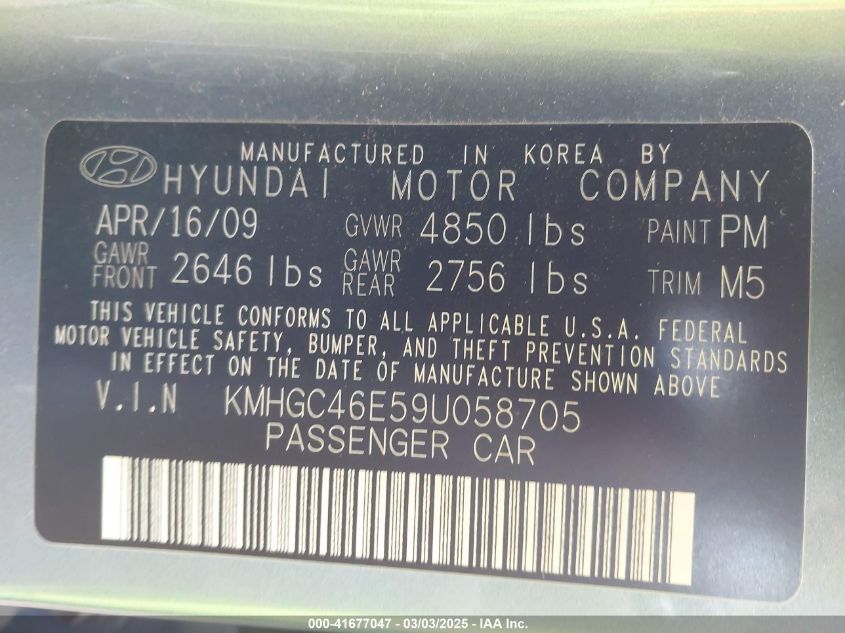 MANUFACTURED IN KOREA BY
HYUNDAI MOTOR COMPANY
APR/16/09 GVWR 4850 lbs PAINT PM
GAWR FRONT 2646 lbs GAWR REAR 2756 lbs TRIM M5
THIS VEHICLE CONFORMS TO ALL APPLICABLE U.S.A. FEDERAL
MOTOR VEHICLE SAFETY, BUMPER, AND THEFT PREVENTION STANDARDS
IN EFFECT ON THE DATE OF MANUFACTURE SHOWN ABOVE
V.I.N KMHGC46E59U058705
PASSENGER CAR
000-41677047 - 03/03/2025 - IAA Inc.